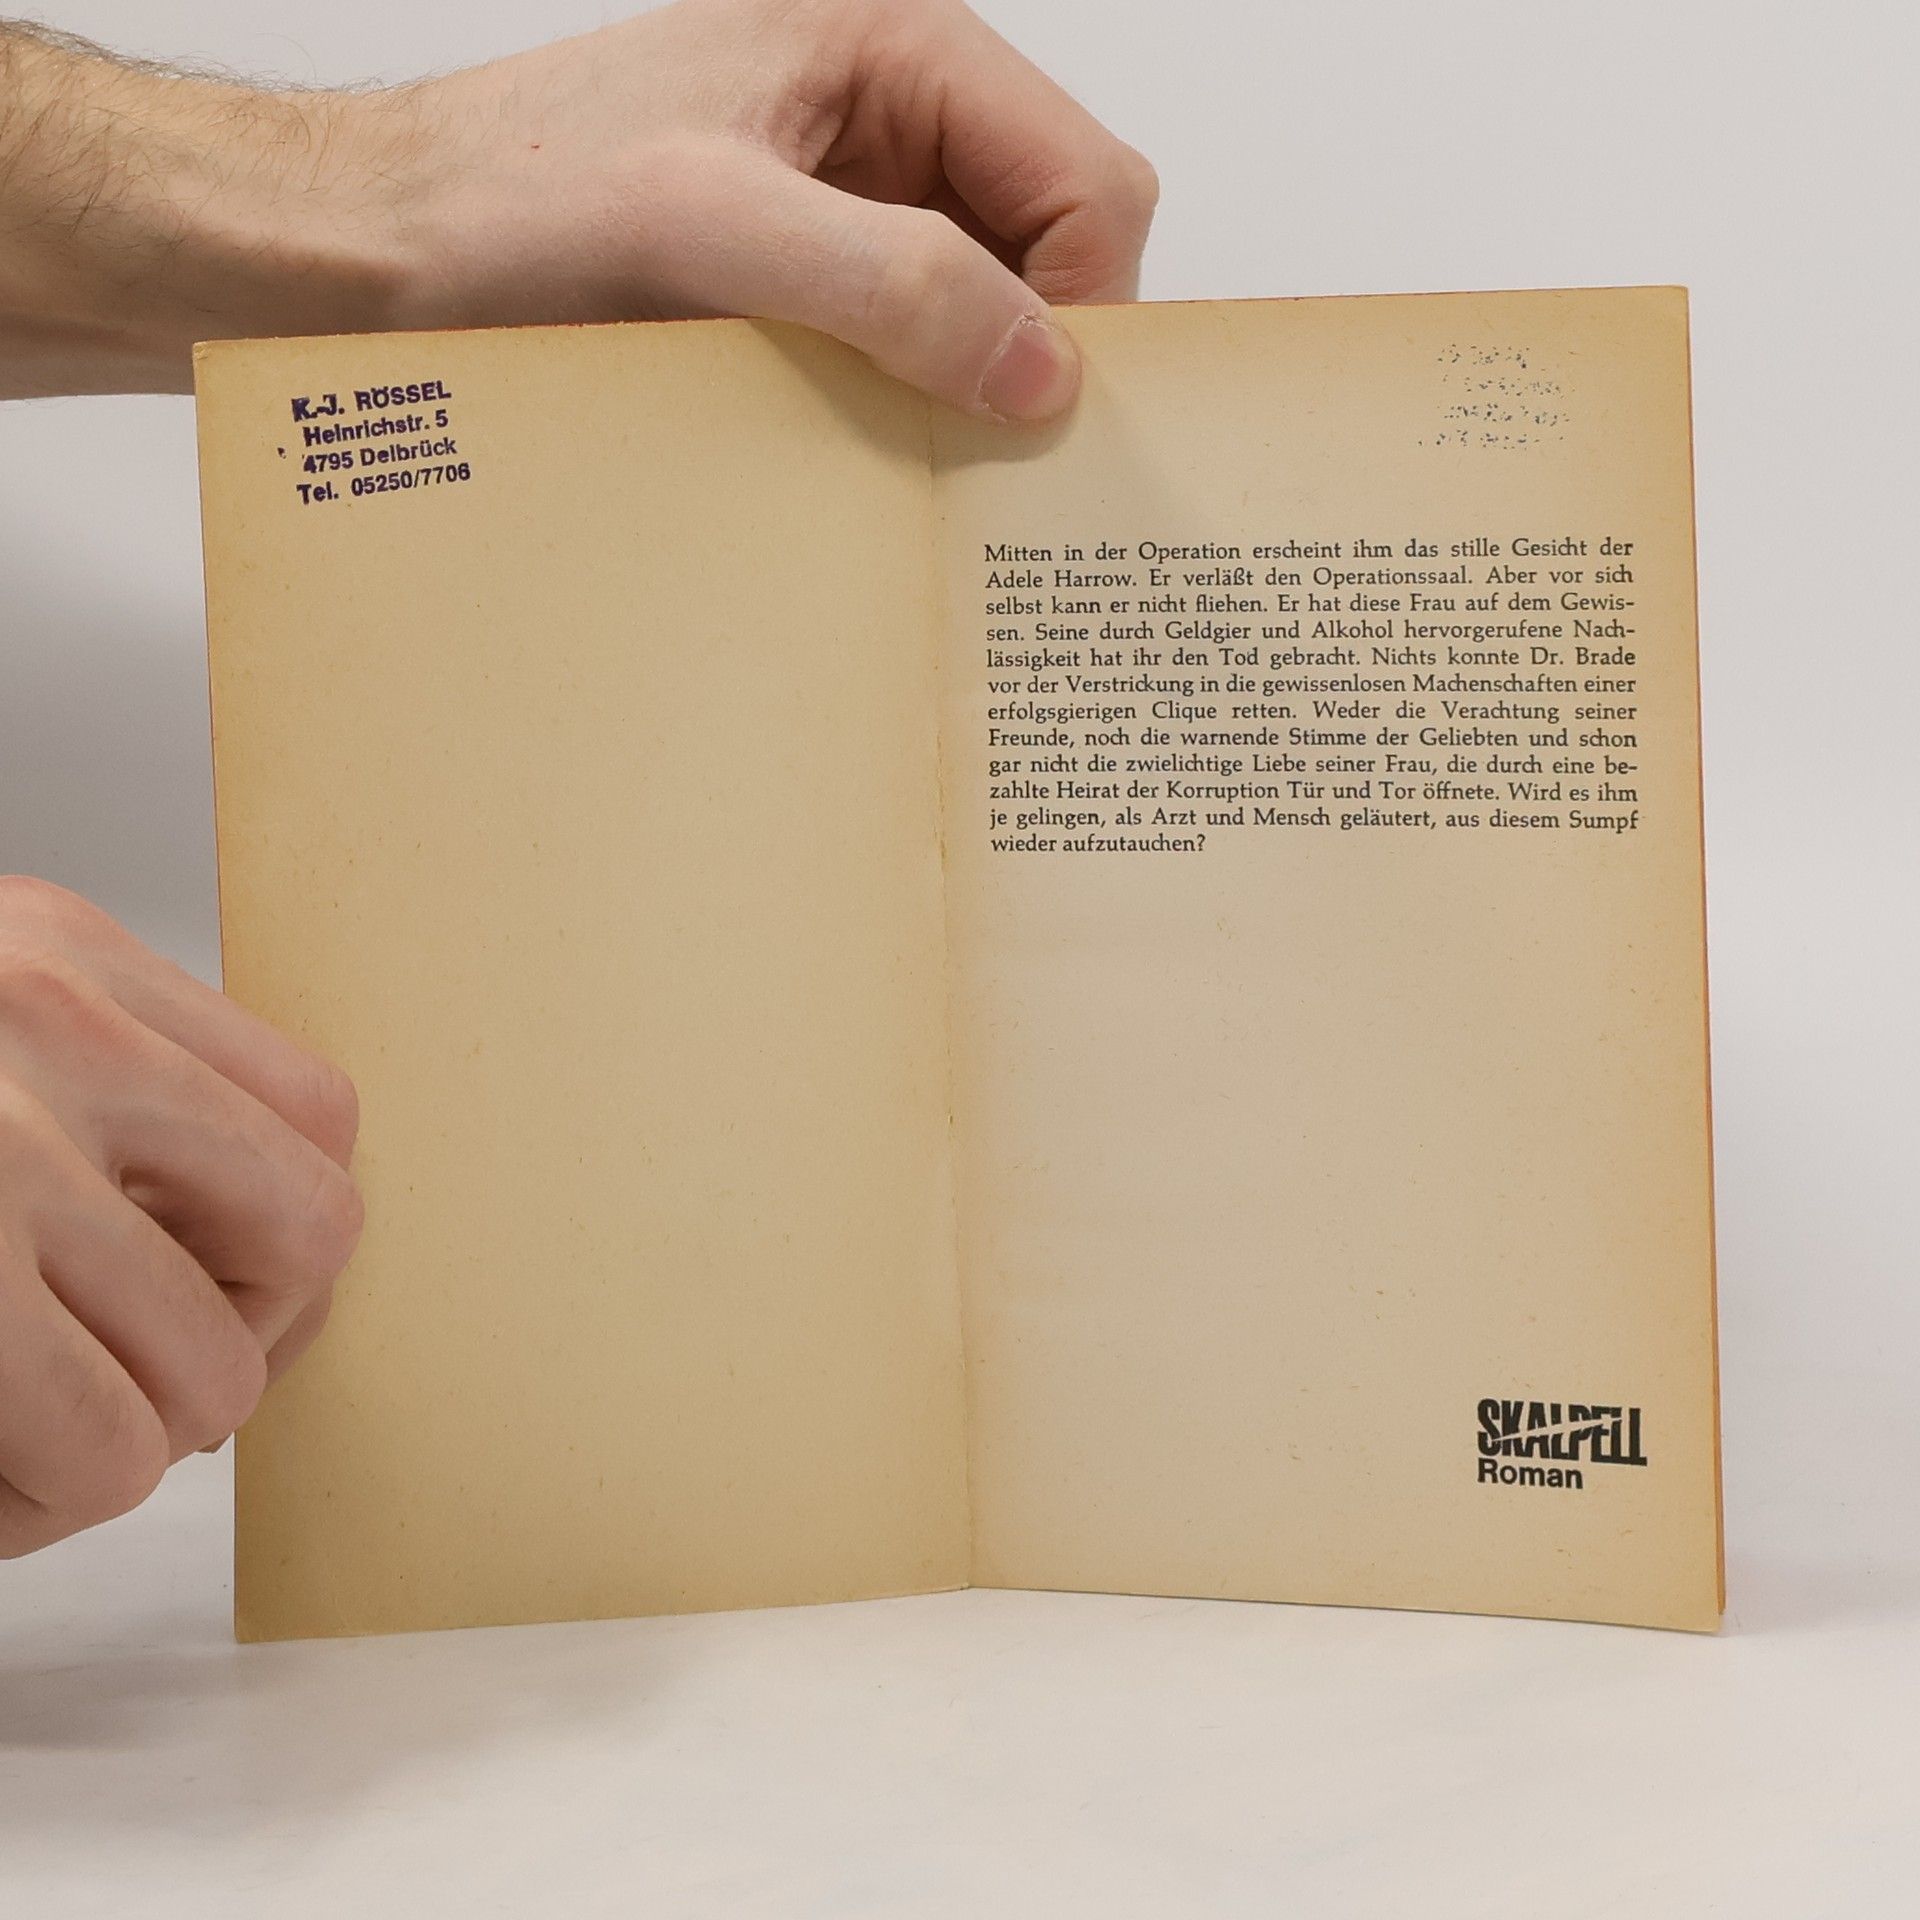 K.-J. RÖSSEL
Heinrichstr. 5
4795 Delbrück
Tel. 05250/7706
Mitten in der Operation erscheint ihm das stille Gesicht der
Adele Harrow. Er verläßt den Operationssaal. Aber vor sich
selbst kann er nicht fliehen. Er hat diese Frau auf dem Gewis-
sen. Seine durch Geldgier und Alkohol hervorgerufene Nach-
lässigkeit hat ihr den Tod gebracht. Nichts konnte Dr. Brade
vor der Verstrickung in die gewissenlosen Machenschaften einer
erfolgsgierigen Clique retten. Weder die Verachtung seiner
Freunde, noch die warnende Stimme der Geliebten und schon
gar nicht die zwielichtige Liebe seiner Frau, die durch eine be-
zahlte Heirat der Korruption Tür und Tor öffnete. Wird es ihm
je gelingen, als Arzt und Mensch geläutert, aus diesem Sumpf
wieder aufzutauchen?
SKALPELL
Roman